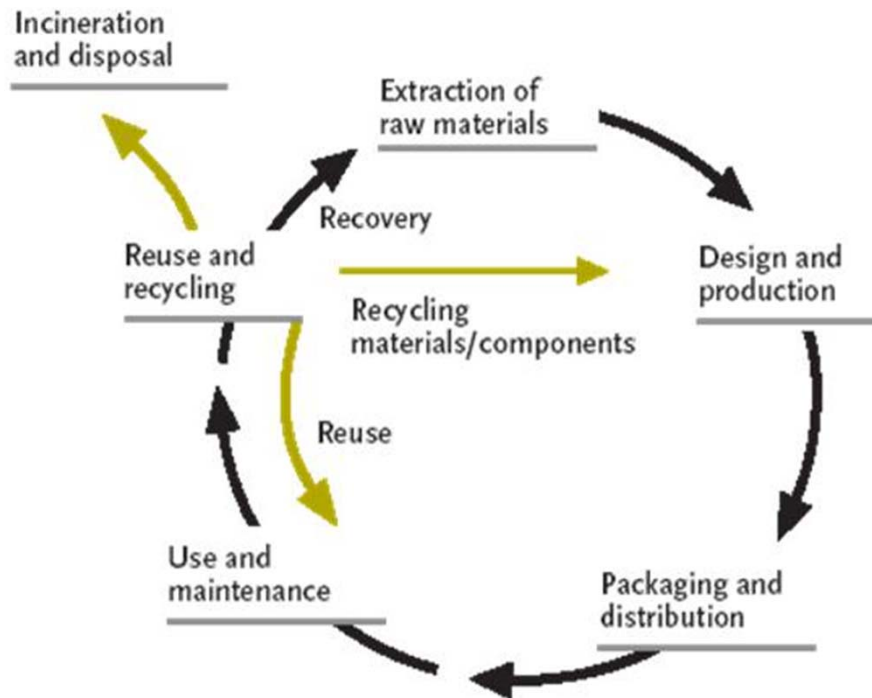 Incineration
and disposal
Extraction of
raw materials
Recovery
Reuse and
recycling
Design and
production
Recycling
materials/components
Reuse
Use and
maintenance
Packaging and
distribution